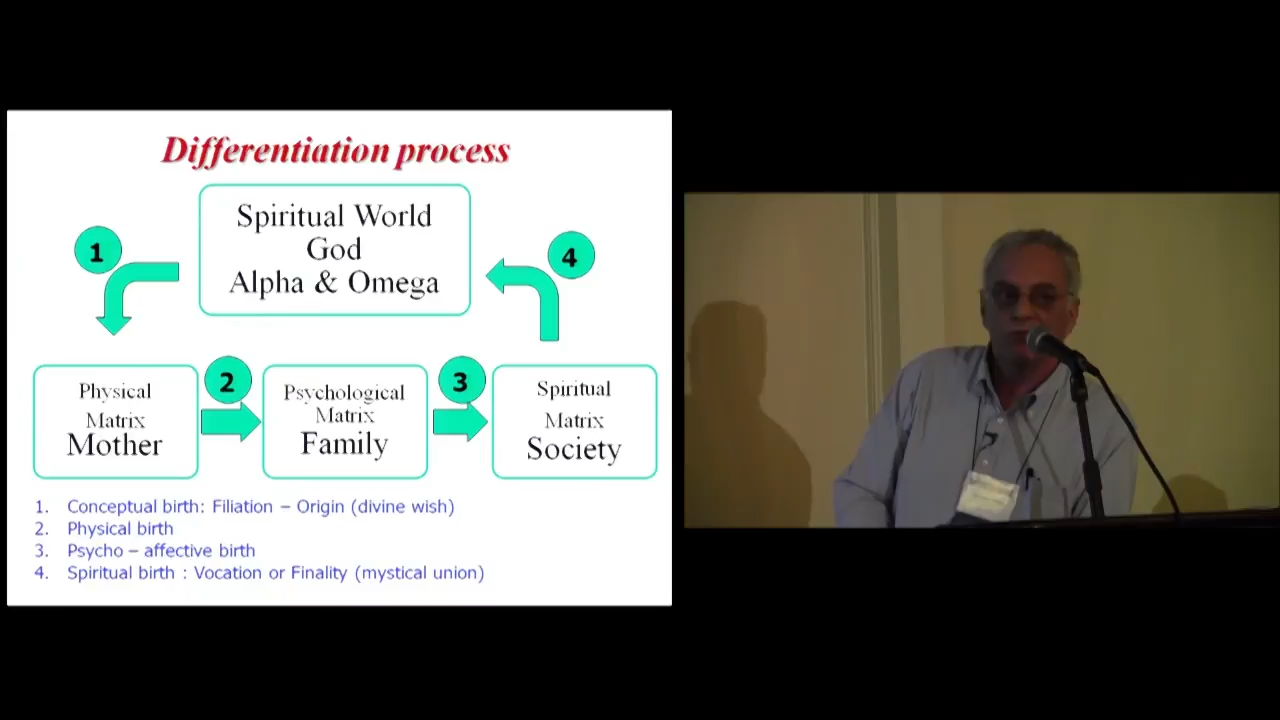 Differentiation process
Spiritual World
God
Alpha & Omega
1
4
Physical
Matrix
Mother
2
Psychological
Matrix
Family
3
Spiritual
Matrix
Society
1. Conceptual birth: Filiation – Origin (divine wish)
2. Physical birth
3. Psycho – affective birth
4. Spiritual birth : Vocation or Finality (mystical union)